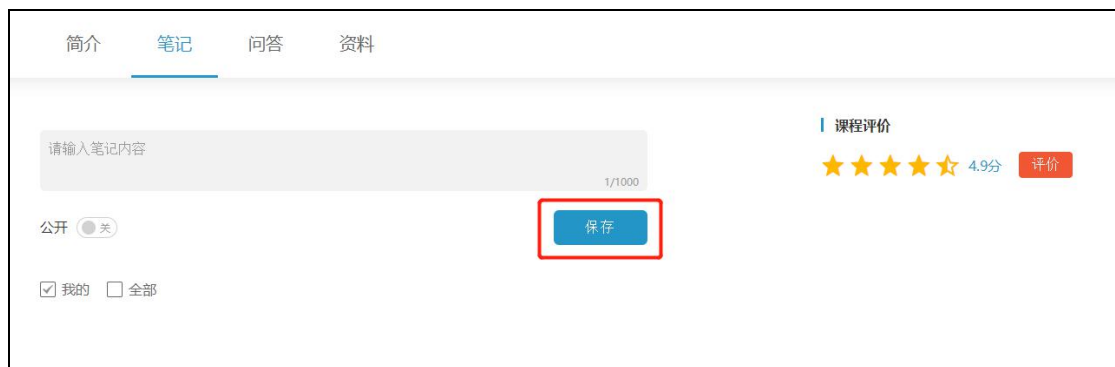 简介 笔记 问答 资料
课程评价
请输入笔记内容
4.9分 评价
1/1000
公开 关 保存
我的 全部